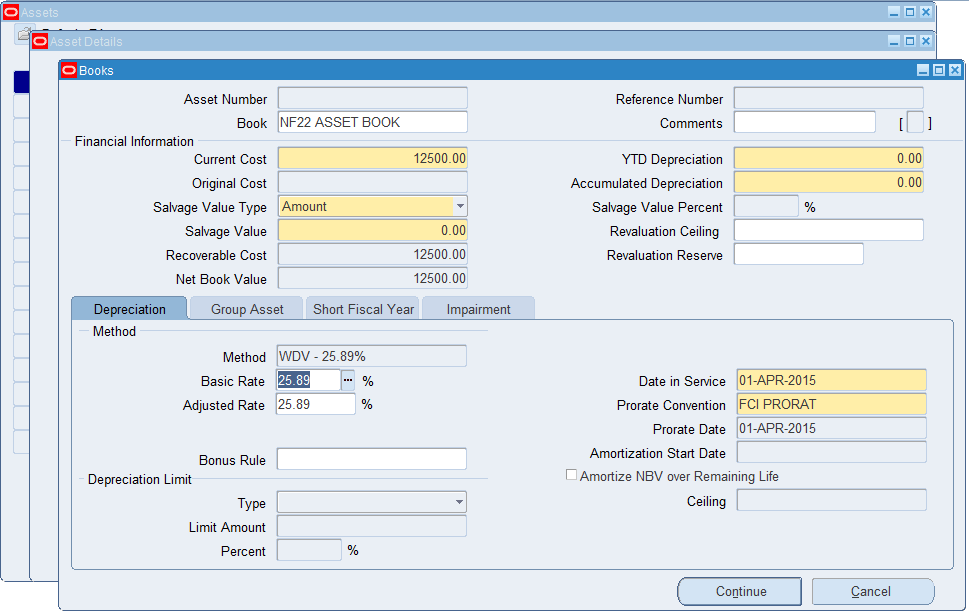 Assets
Asset Details
Books
Asset Number
Reference Number
Book NF22 ASSET BOOK
Comments
[ ]
Financial Information
Current Cost 12500.00
YTD Depreciation 0.00
Original Cost
Accumulated Depreciation 0.00
Salvage Value Type Amount
Salvage Value Percent %
Salvage Value 0.00
Revaluation Ceiling
Recoverable Cost 12500.00
Revaluation Reserve
Net Book Value 12500.00
Depreciation Group Asset Short Fiscal Year Impairment
Method
Method WDV - 25.89%
Basic Rate 25.89 ... %
Date in Service 01-APR-2015
Adjusted Rate 25.89 %
Prorate Convention FCI PRORAT
Prorate Date 01-APR-2015
Amortization Start Date
Bonus Rule
Amortize NBV over Remaining Life
Depreciation Limit
Type
Ceiling
Limit Amount
Percent %
Continue Cancel